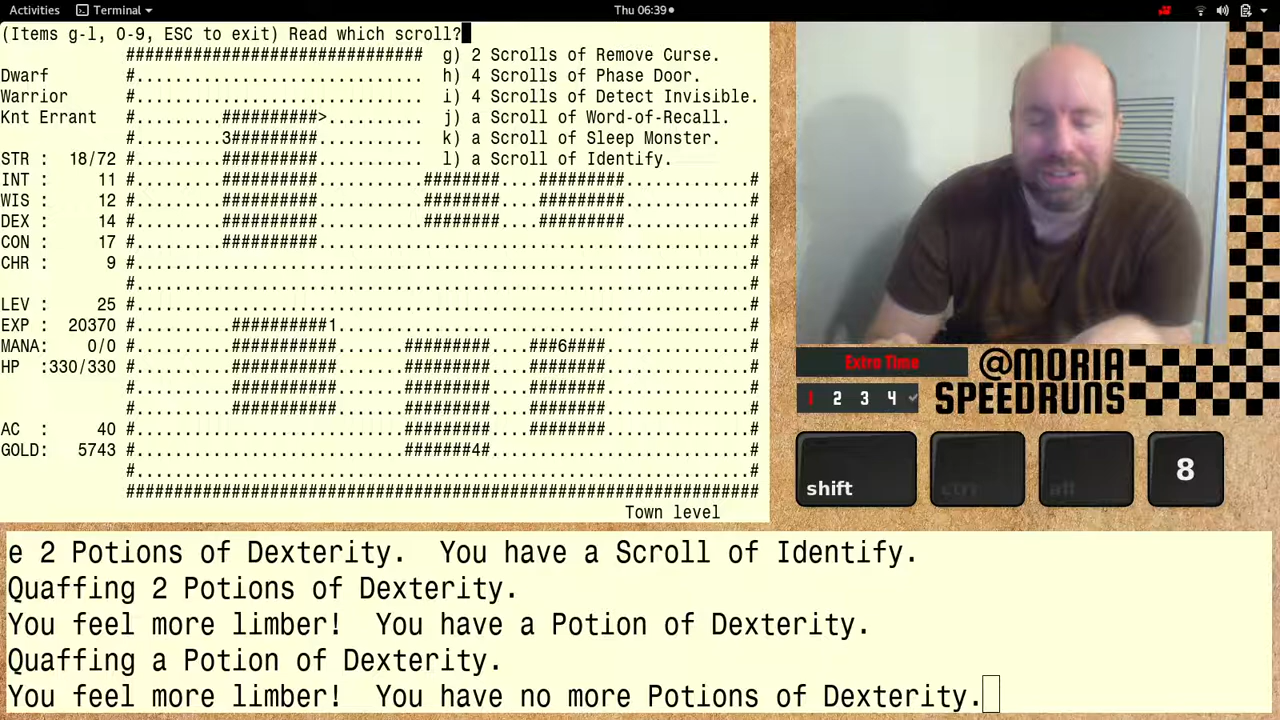 Activities Terminal Thu 06:39
(Items g-l, 0-9, ESC to exit) Read which scroll?
############################### g) 2 Scrolls of Remove Curse.
Dwarf #.............................. h) 4 Scrolls of Phase Door.
Warrior #.............................. i) 4 Scrolls of Detect Invisible.
Knt Errant #.........##########>.......... j) a Scroll of Word-of-Recall.
#.........3#########........... k) a Scroll of Sleep Monster.
STR : 18/72 #.........##########........... l) a Scroll of Identify.
INT : 11 #.........##########...........########....#########.............#
WIS : 12 #.........##########...........########....#########.............#
DEX : 14 #.........##########...........########....#########.............#
CON : 17 #.........##########.............................................#
CHR : 9 #................................................................#
#................................................................#
LEV : 25 #................................................................#
EXP : 20370 #..........##########1...........................................#
MANA: 0/0 #..........###########.......#########....###6####...............#
HP :330/330 #..........###########.......#########....########...............#
#..........###########.......#########....########...............#
#..........###########.......#########....########...............#
AC : 40 #............................#########....########...............#
GOLD: 5743 #............................#######4#...........................#
#................................................................#
##################################################################
Town level
Extra Time
1 2 3 4
@MORIA
SPEEDRUNS
shift ctrl alt 8
e 2 Potions of Dexterity. You have a Scroll of Identify.
Quaffing 2 Potions of Dexterity.
You feel more limber! You have a Potion of Dexterity.
Quaffing a Potion of Dexterity.
You feel more limber! You have no more Potions of Dexterity.